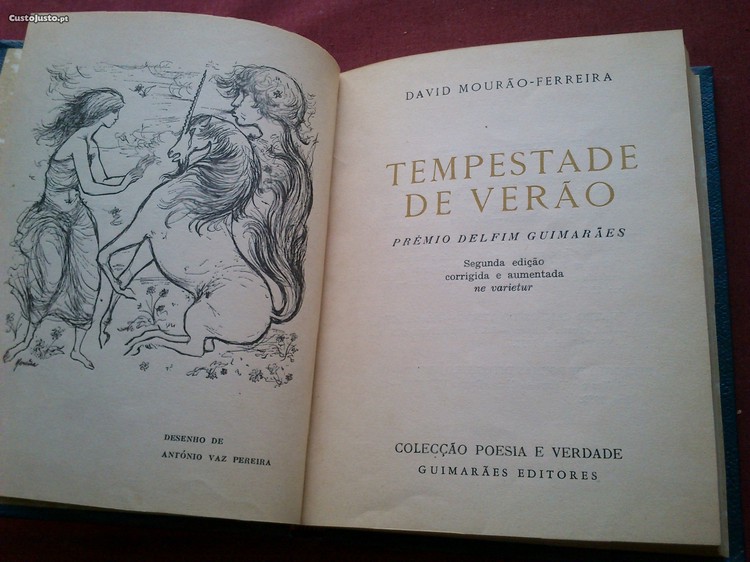 CustoJusto.pt
DESENHO DE
ANTÓNIO VAZ PEREIRA
DAVID MOURÃO-FERREIRA
TEMPESTADE
DE VERÃO
PRÉMIO DELFIM GUIMARÃES
Segunda edição
corrigida e aumentada
ne varietur
COLECÇÃO POESIA E VERDADE
GUIMARÃES EDITORES